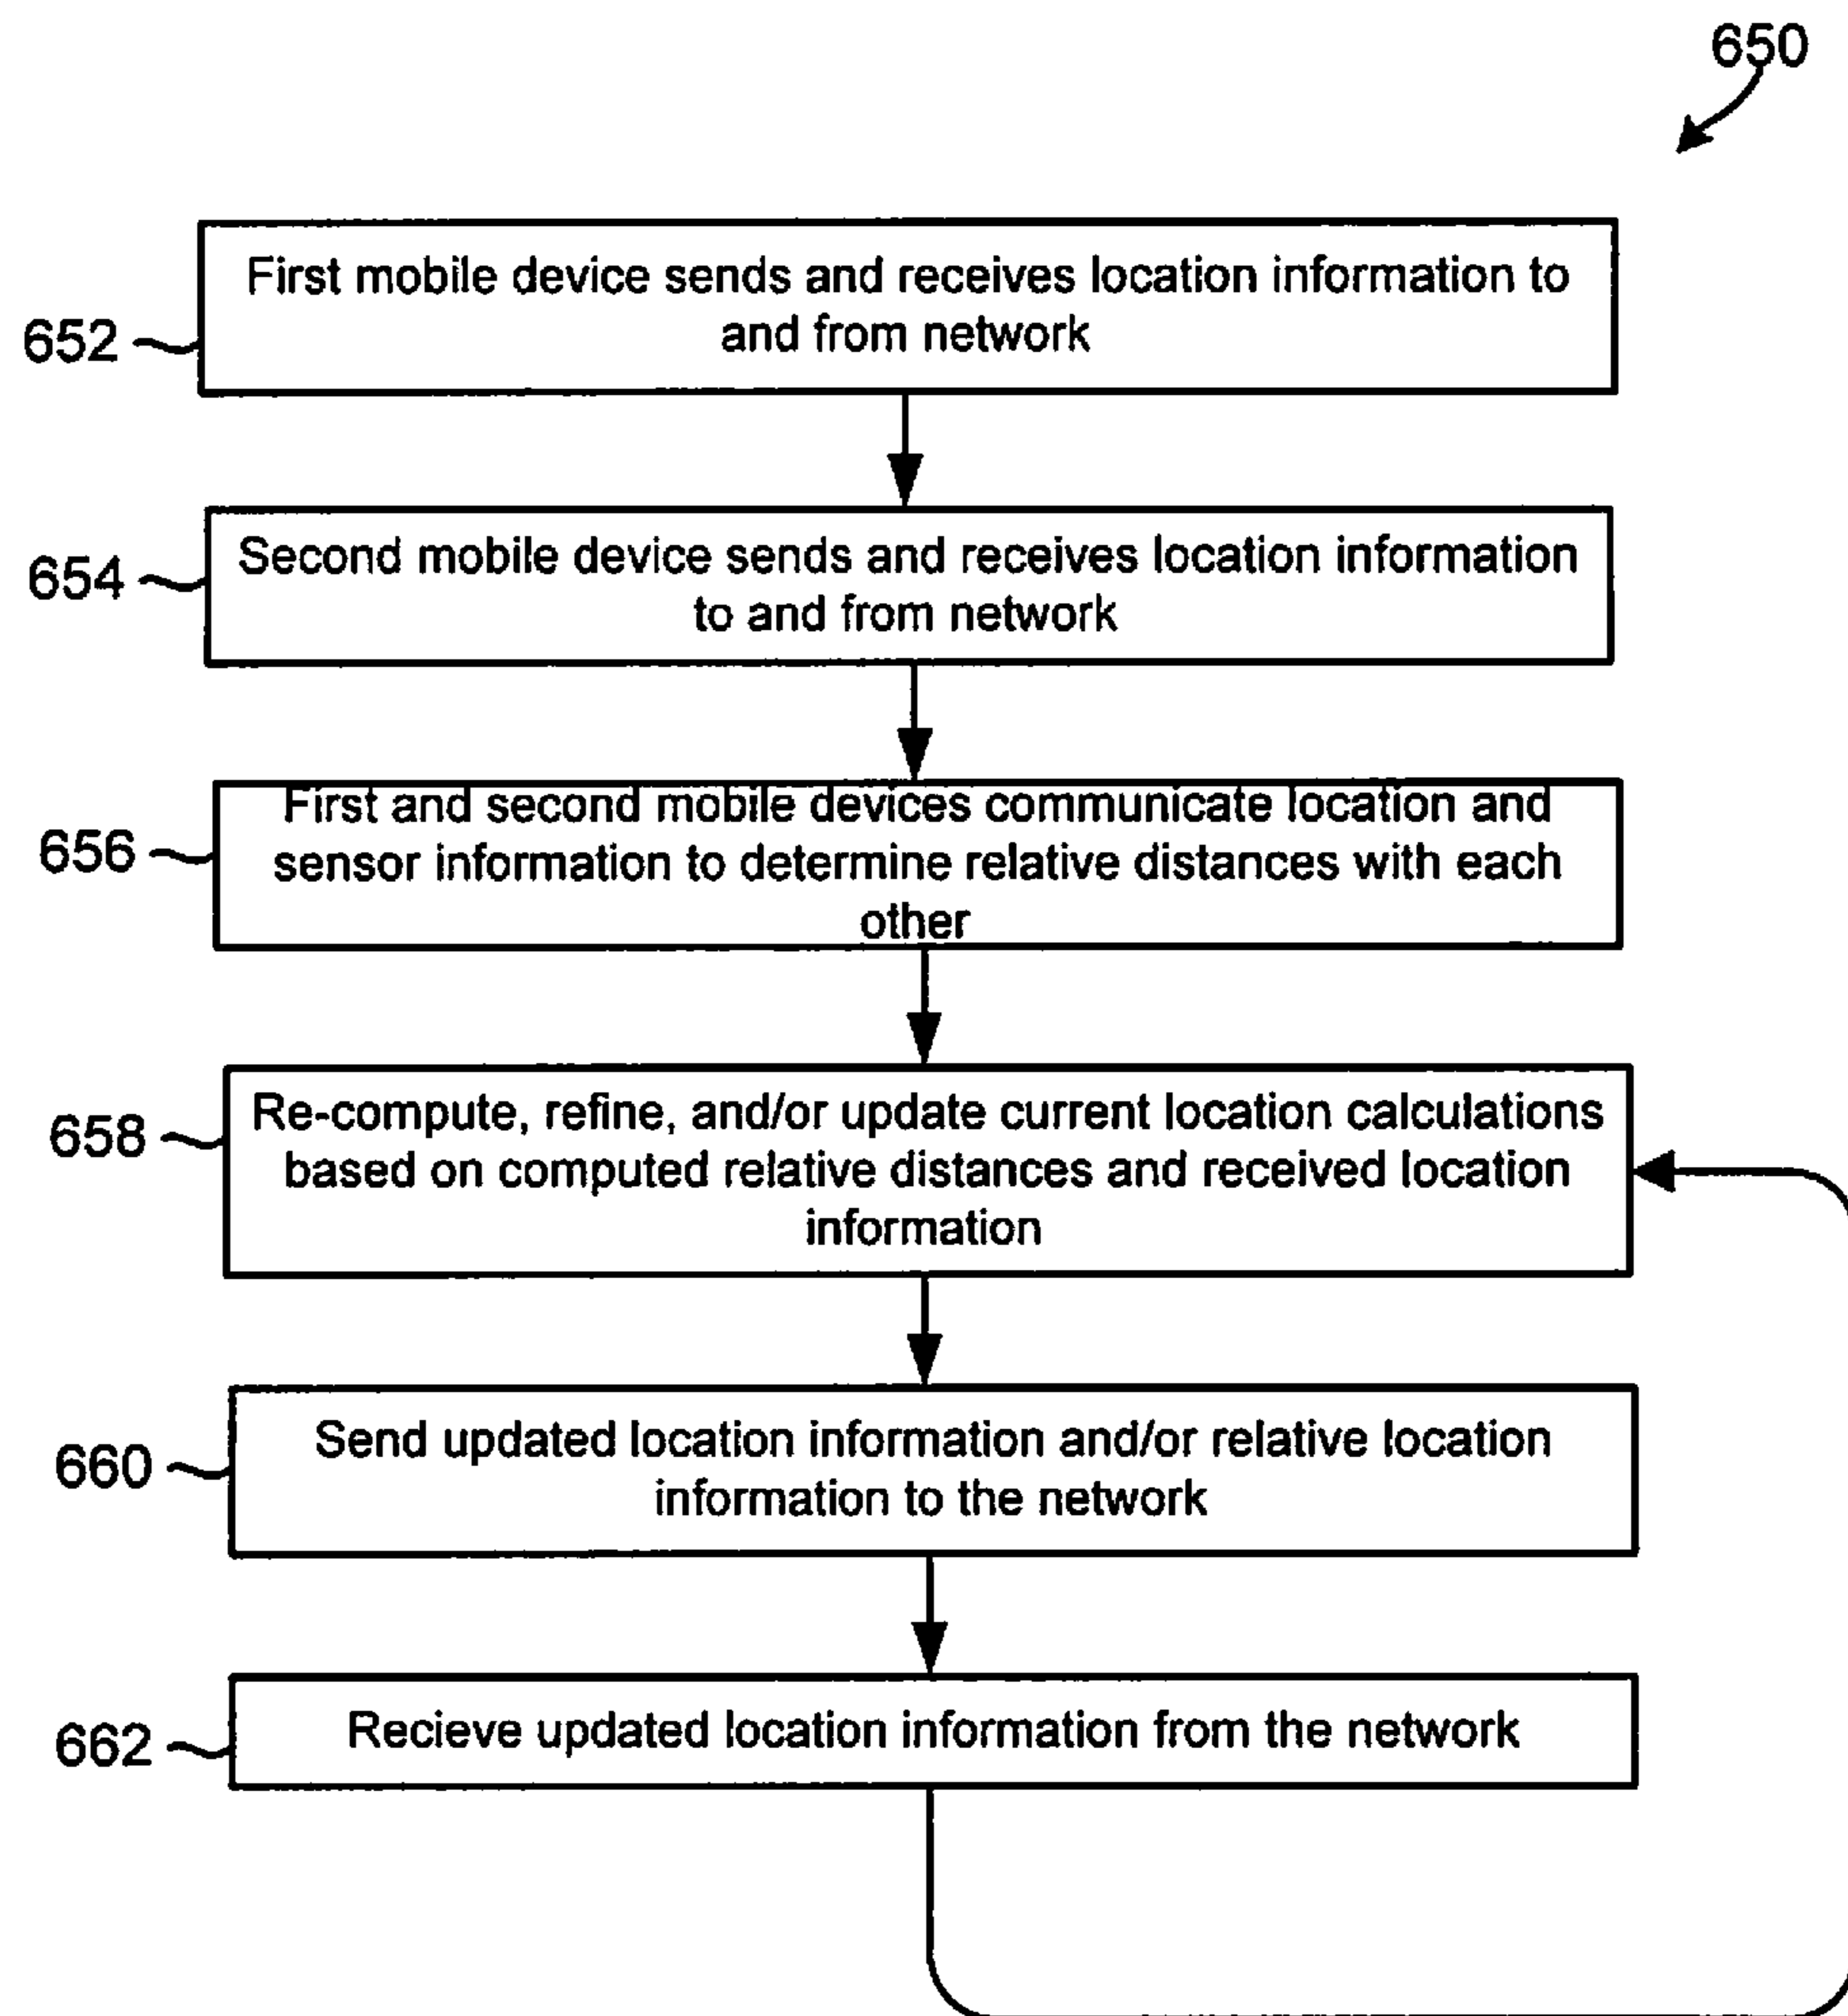 650
First mobile device sends and receives location information to
and from network
652
Second mobile device sends and receives location information
to and from network
654
First and second mobile devices communicate location and
sensor information to determine relative distances with each
other
656
Re-compute, refine, and/or update current location calculations
based on computed relative distances and received location
information
658
Send updated location information and/or relative location
information to the network
660
Recieve updated location information from the network
662